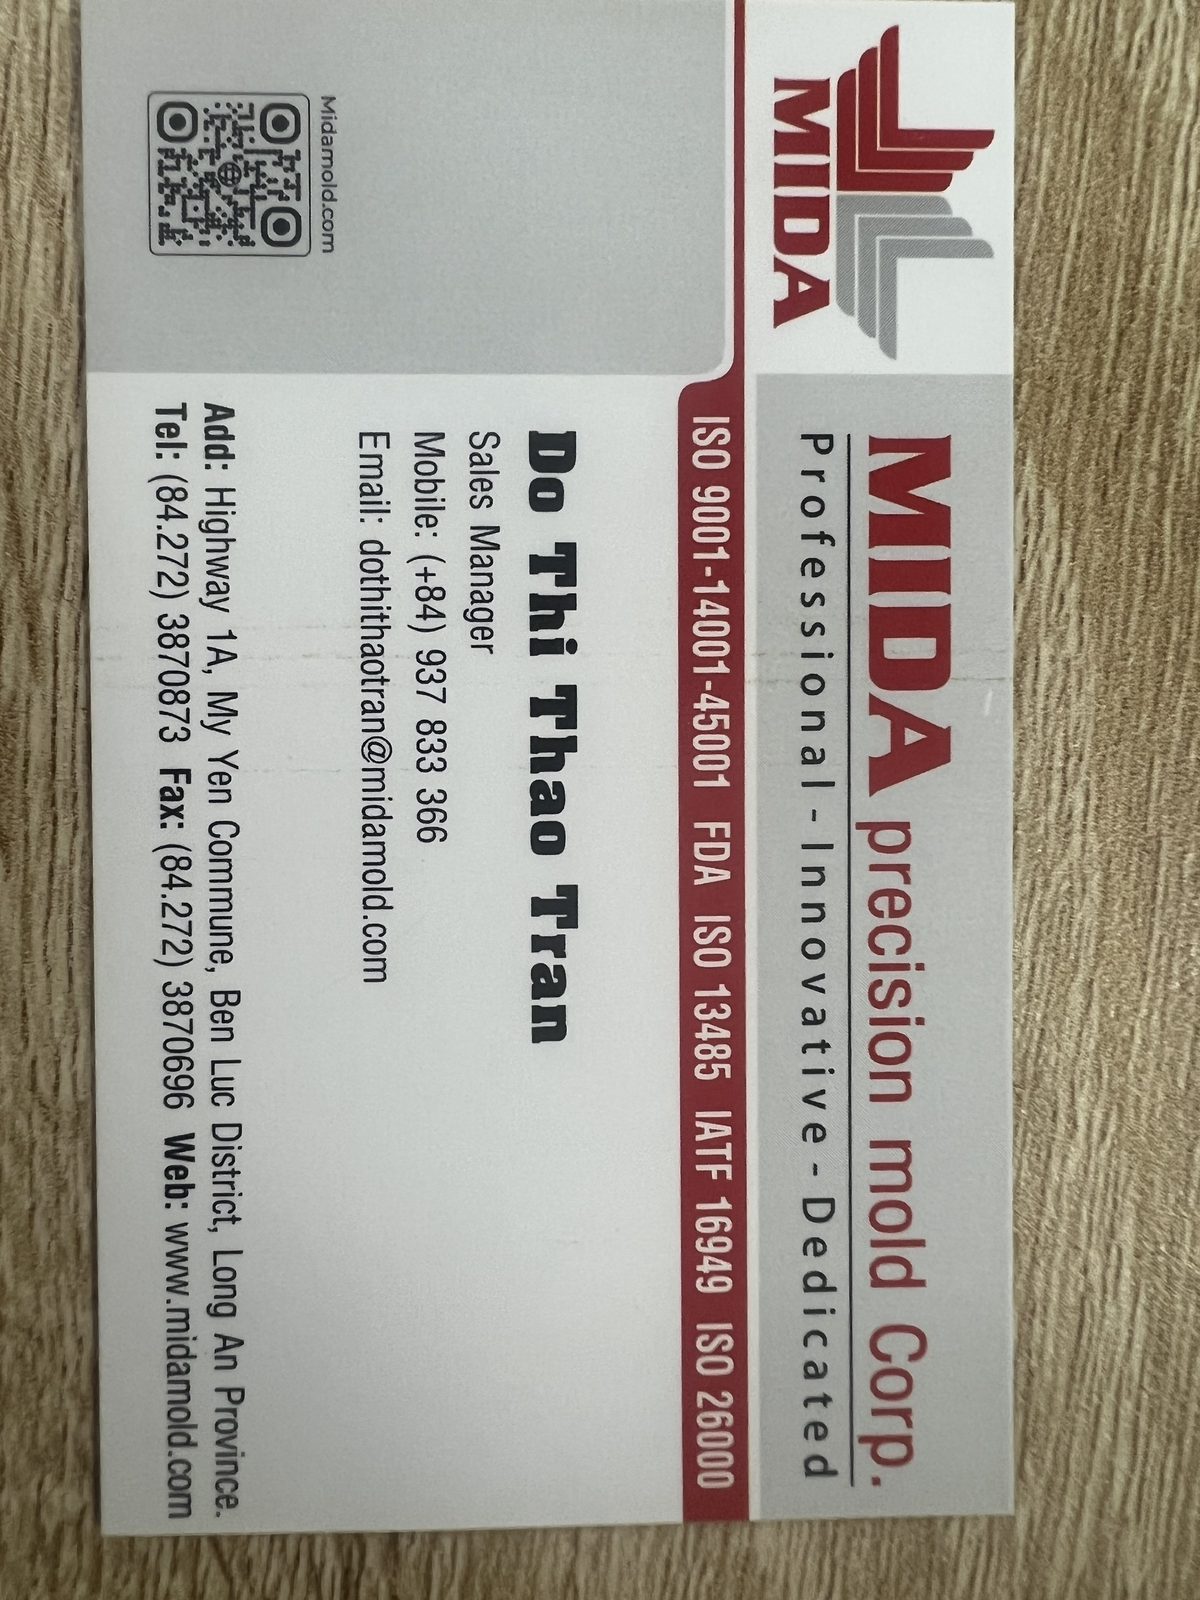 MIDA
MIDA precision mold Corp.
Professional - Innovative - Dedicated
ISO 9001-14001-45001 FDA ISO 13485 IATF 16949 ISO 26000
Do Thi Thao Tran
Sales Manager
Mobile: (+84) 937 833 366
Email: dothithaotran@midamold.com
Midamold.com
Add: Highway 1A, My Yen Commune, Ben Luc District, Long An Province.
Tel: (84.272) 3870873 Fax: (84.272) 3870696 Web: www.midamold.com